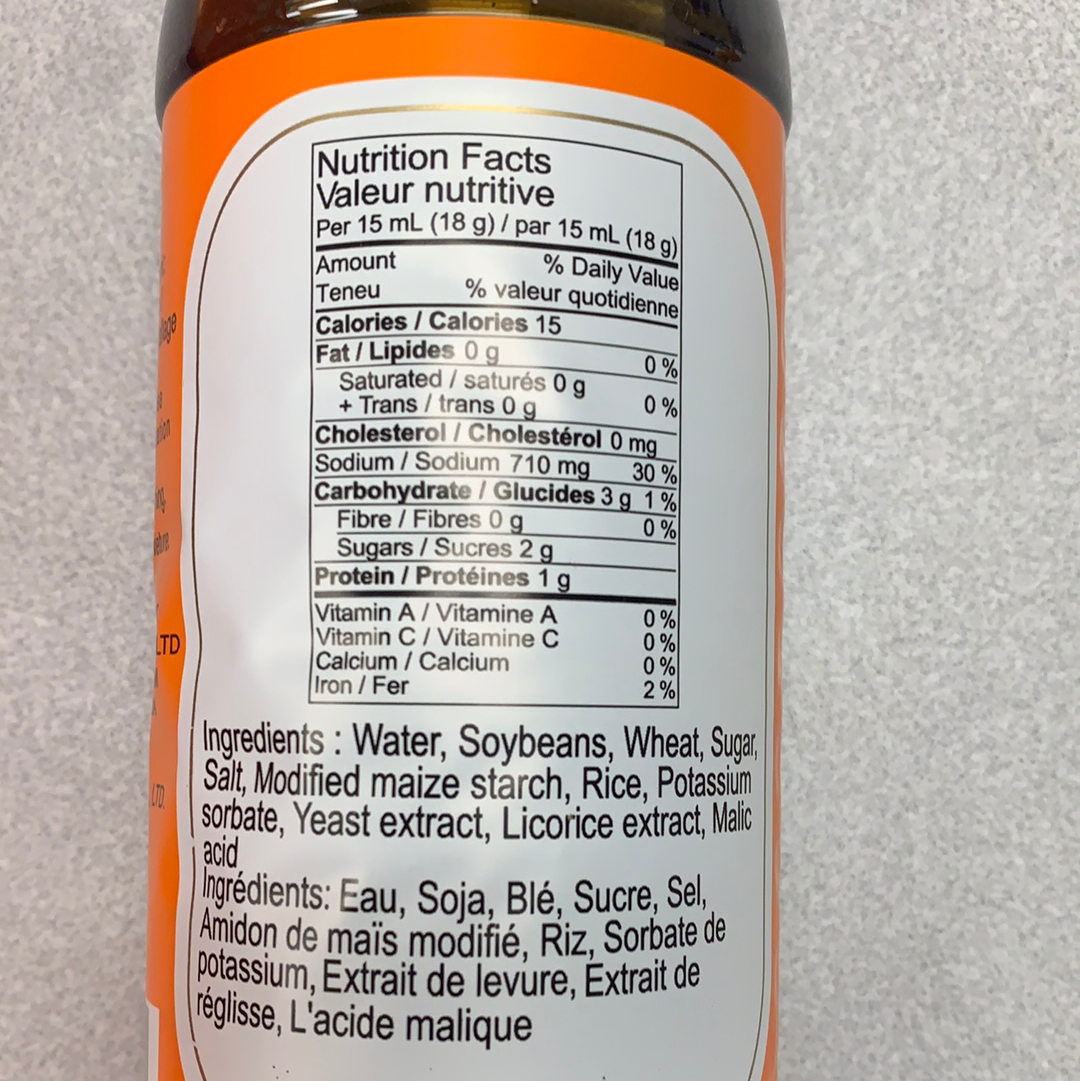 Nutrition Facts
Valeur nutritive
Per 15 mL (18 g) / par 15 mL (18 g)
Amount % Daily Value
Teneu % valeur quotidienne
Calories / Calories 15
Fat / Lipides 0 g 0 %
Saturated / saturés 0 g
+ Trans / trans 0 g 0 %
Cholesterol / Cholestérol 0 mg
Sodium / Sodium 710 mg 30 %
Carbohydrate / Glucides 3 g 1 %
Fibre / Fibres 0 g 0 %
Sugars / Sucres 2 g
Protein / Protéines 1 g
Vitamin A / Vitamine A 0 %
Vitamin C / Vitamine C 0 %
Calcium / Calcium 0 %
Iron / Fer 2 %
Ingredients : Water, Soybeans, Wheat, Sugar,
Salt, Modified maize starch, Rice, Potassium
sorbate, Yeast extract, Licorice extract, Malic
acid
Ingrédients: Eau, Soja, Blé, Sucre, Sel,
Amidon de maïs modifié, Riz, Sorbate de
potassium, Extrait de levure, Extrait de
réglisse, L'acide malique
LTD
LTD.